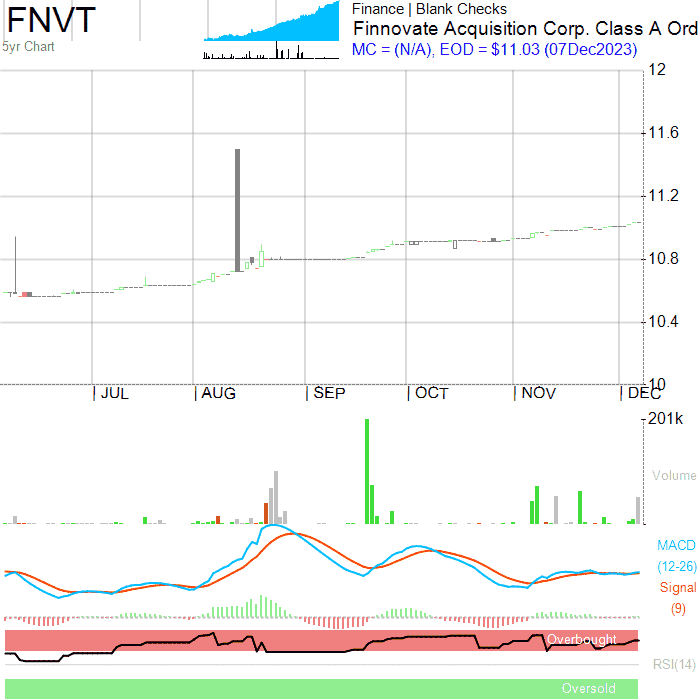 FNVT
5yr Chart
Finance | Blank Checks
Finnovate Acquisition Corp. Class A Ord
MC = (N/A), EOD = $11.03 (07Dec2023)
12
11.6
11.2
10.8
10.4
10
JUL
AUG
SEP
OCT
NOV
DEC
201k
Volume
MACD
(12-26)
Signal
(9)
Overbought
RSI(14)
Oversold